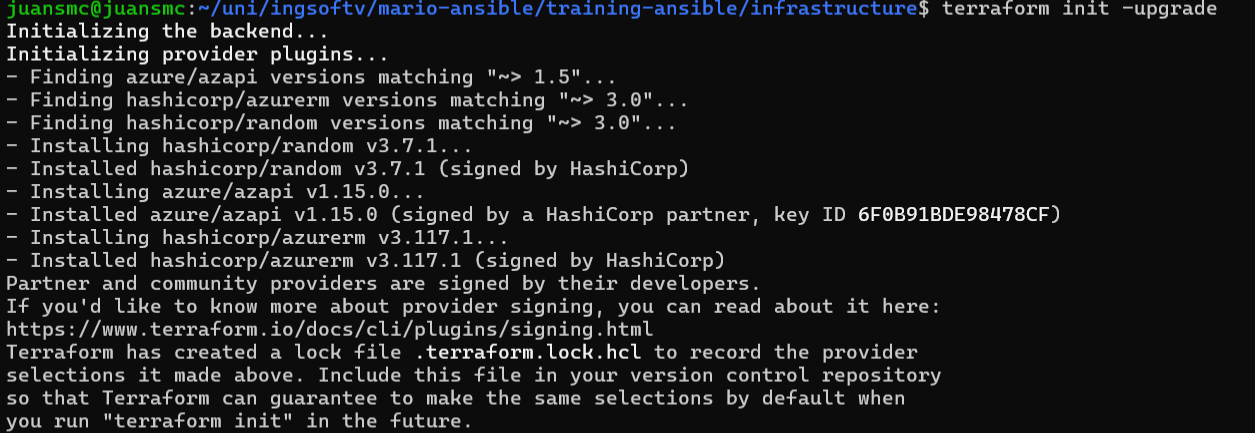 juansmc@juansmc:~/uni/ingsoftv/mario-ansible/training-ansible/infrastructure$ terraform init -upgrade
Initializing the backend...
Initializing provider plugins...
- Finding azure/azapi versions matching "~> 1.5"...
- Finding hashicorp/azurerm versions matching "~> 3.0"...
- Finding hashicorp/random versions matching "~> 3.0"...
- Installing hashicorp/random v3.7.1...
- Installed hashicorp/random v3.7.1 (signed by HashiCorp)
- Installing azure/azapi v1.15.0...
- Installed azure/azapi v1.15.0 (signed by a HashiCorp partner, key ID 6F0B91BDE98478CF)
- Installing hashicorp/azurerm v3.117.1...
- Installed hashicorp/azurerm v3.117.1 (signed by HashiCorp)
Partner and community providers are signed by their developers.
If you'd like to know more about provider signing, you can read about it here:
https://www.terraform.io/docs/cli/plugins/signing.html
Terraform has created a lock file .terraform.lock.hcl to record the provider
selections it made above. Include this file in your version control repository
so that Terraform can guarantee to make the same selections by default when
you run "terraform init" in the future.